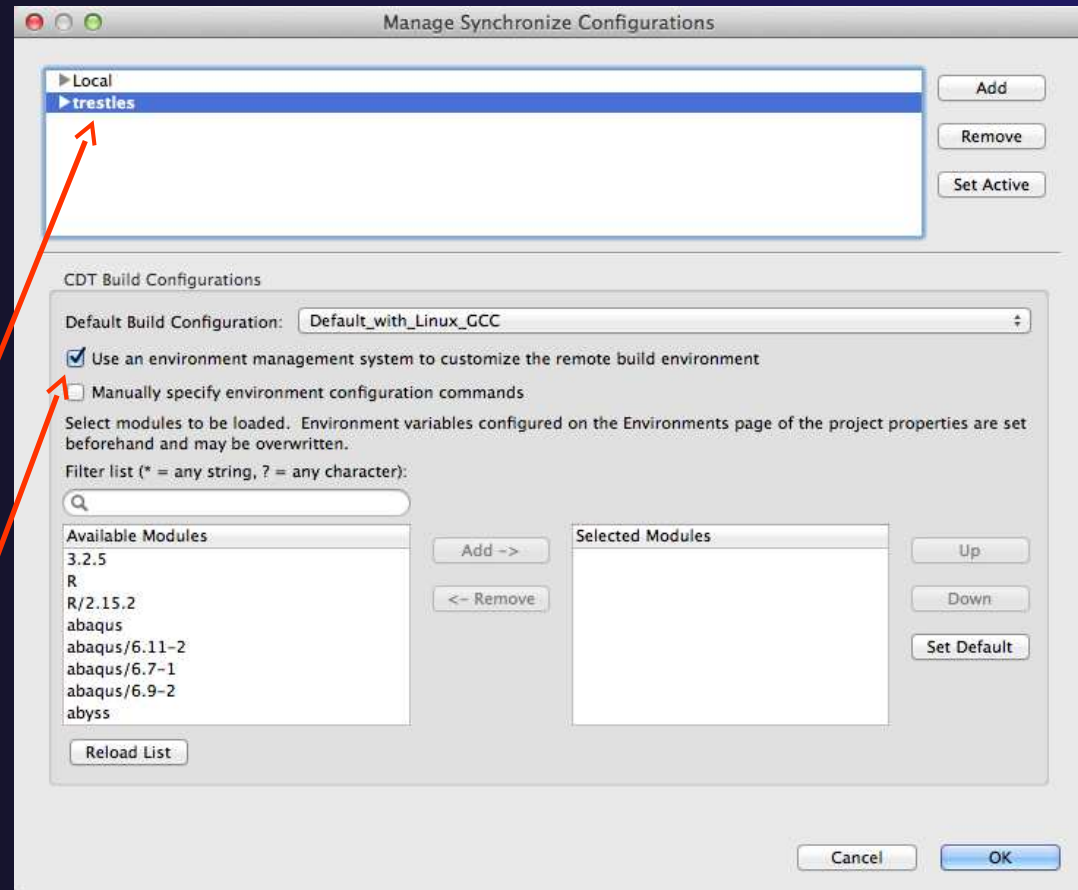 Manage Synchronize Configurations
Local
trestles
Add
Remove
Set Active
CDT Build Configurations
Default Build Configuration: Default_with_Linux_GCC
Use an environment management system to customize the remote build environment
Manually specify environment configuration commands
Select modules to be loaded. Environment variables configured on the Environments page of the project properties are set
beforehand and may be overwritten.
Filter list (* = any string, ? = any character):
Available Modules
3.2.5
R
R/2.15.2
abaqus
abaqus/6.11-2
abaqus/6.7-1
abaqus/6.9-2
abyss
Add ->
<- Remove
Selected Modules
Up
Down
Set Default
Reload List
Cancel
OK